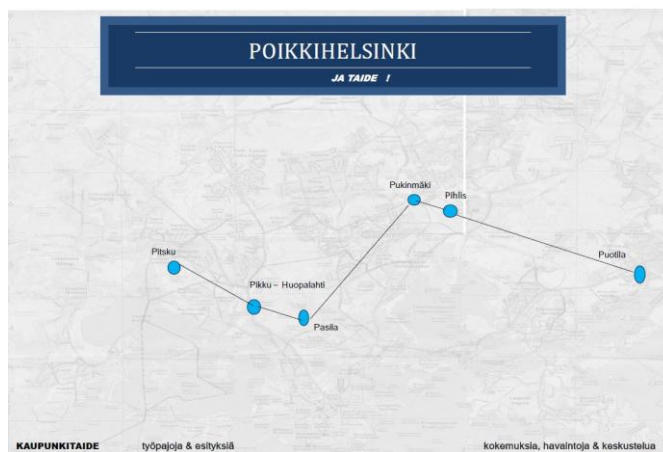 POIKKIHELSINKI
JA TAIDE !
Pukinmäki
Pihlis
Pitsku
Puotila
Pikku – Huopalahti
Pasila
KAUPUNKITAIDE työpajoja & esityksiä kokemuksia, havaintoja & keskustelua